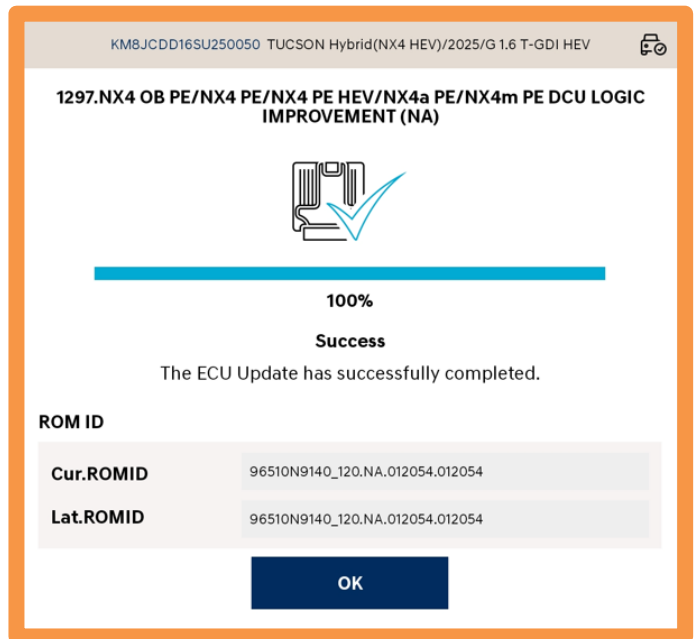 KM8JCDD16SU250050 TUCSON Hybrid(NX4 HEV)/2025/G 1.6 T-GDI HEV
1297.NX4 OB PE/NX4 PE/NX4 PE HEV/NX4a PE/NX4m PE DCU LOGIC
IMPROVEMENT (NA)
100%
Success
The ECU Update has successfully completed.
ROM ID
Cur.ROMID 96510N9140_120.NA.012054.012054
Lat.ROMID 96510N9140_120.NA.012054.012054
OK